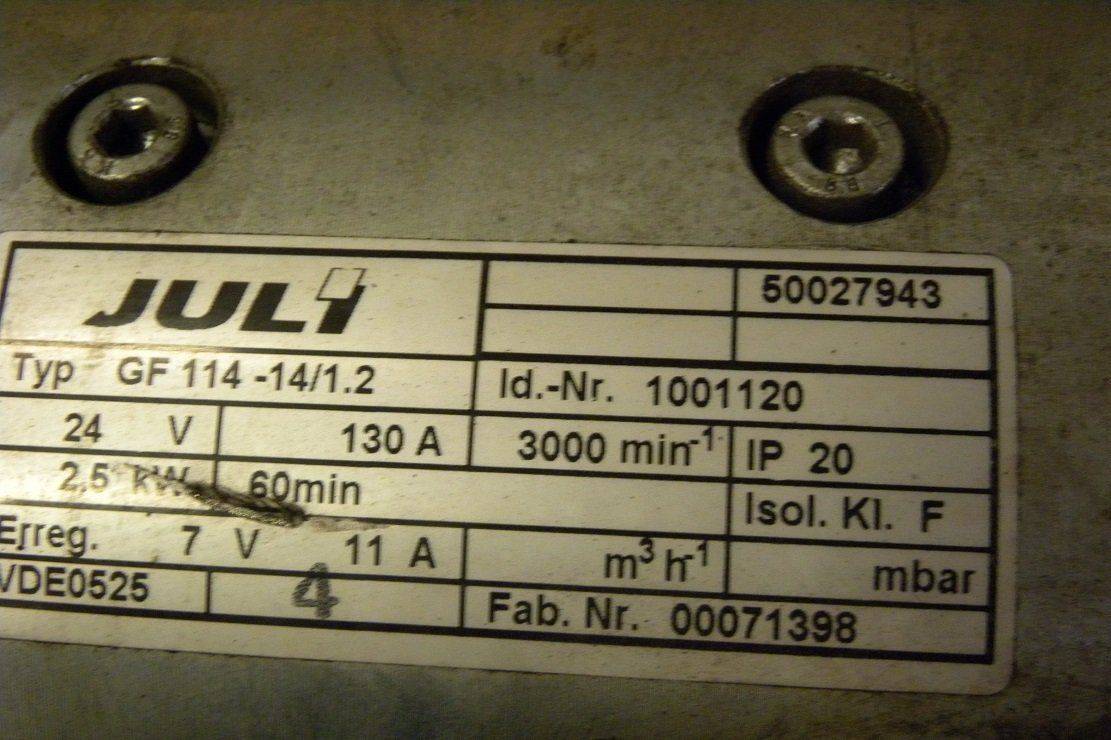 JULI
50027943
Typ GF 114 -14/1.2 Id.-Nr. 1001120
24 V 130 A 3000 min⁻¹ IP 20
2,5 kW 60min Isol. Kl. F
Erreg. 7 V 11 A m³ h⁻¹ mbar
VDE0525 4 Fab. Nr. 00071398